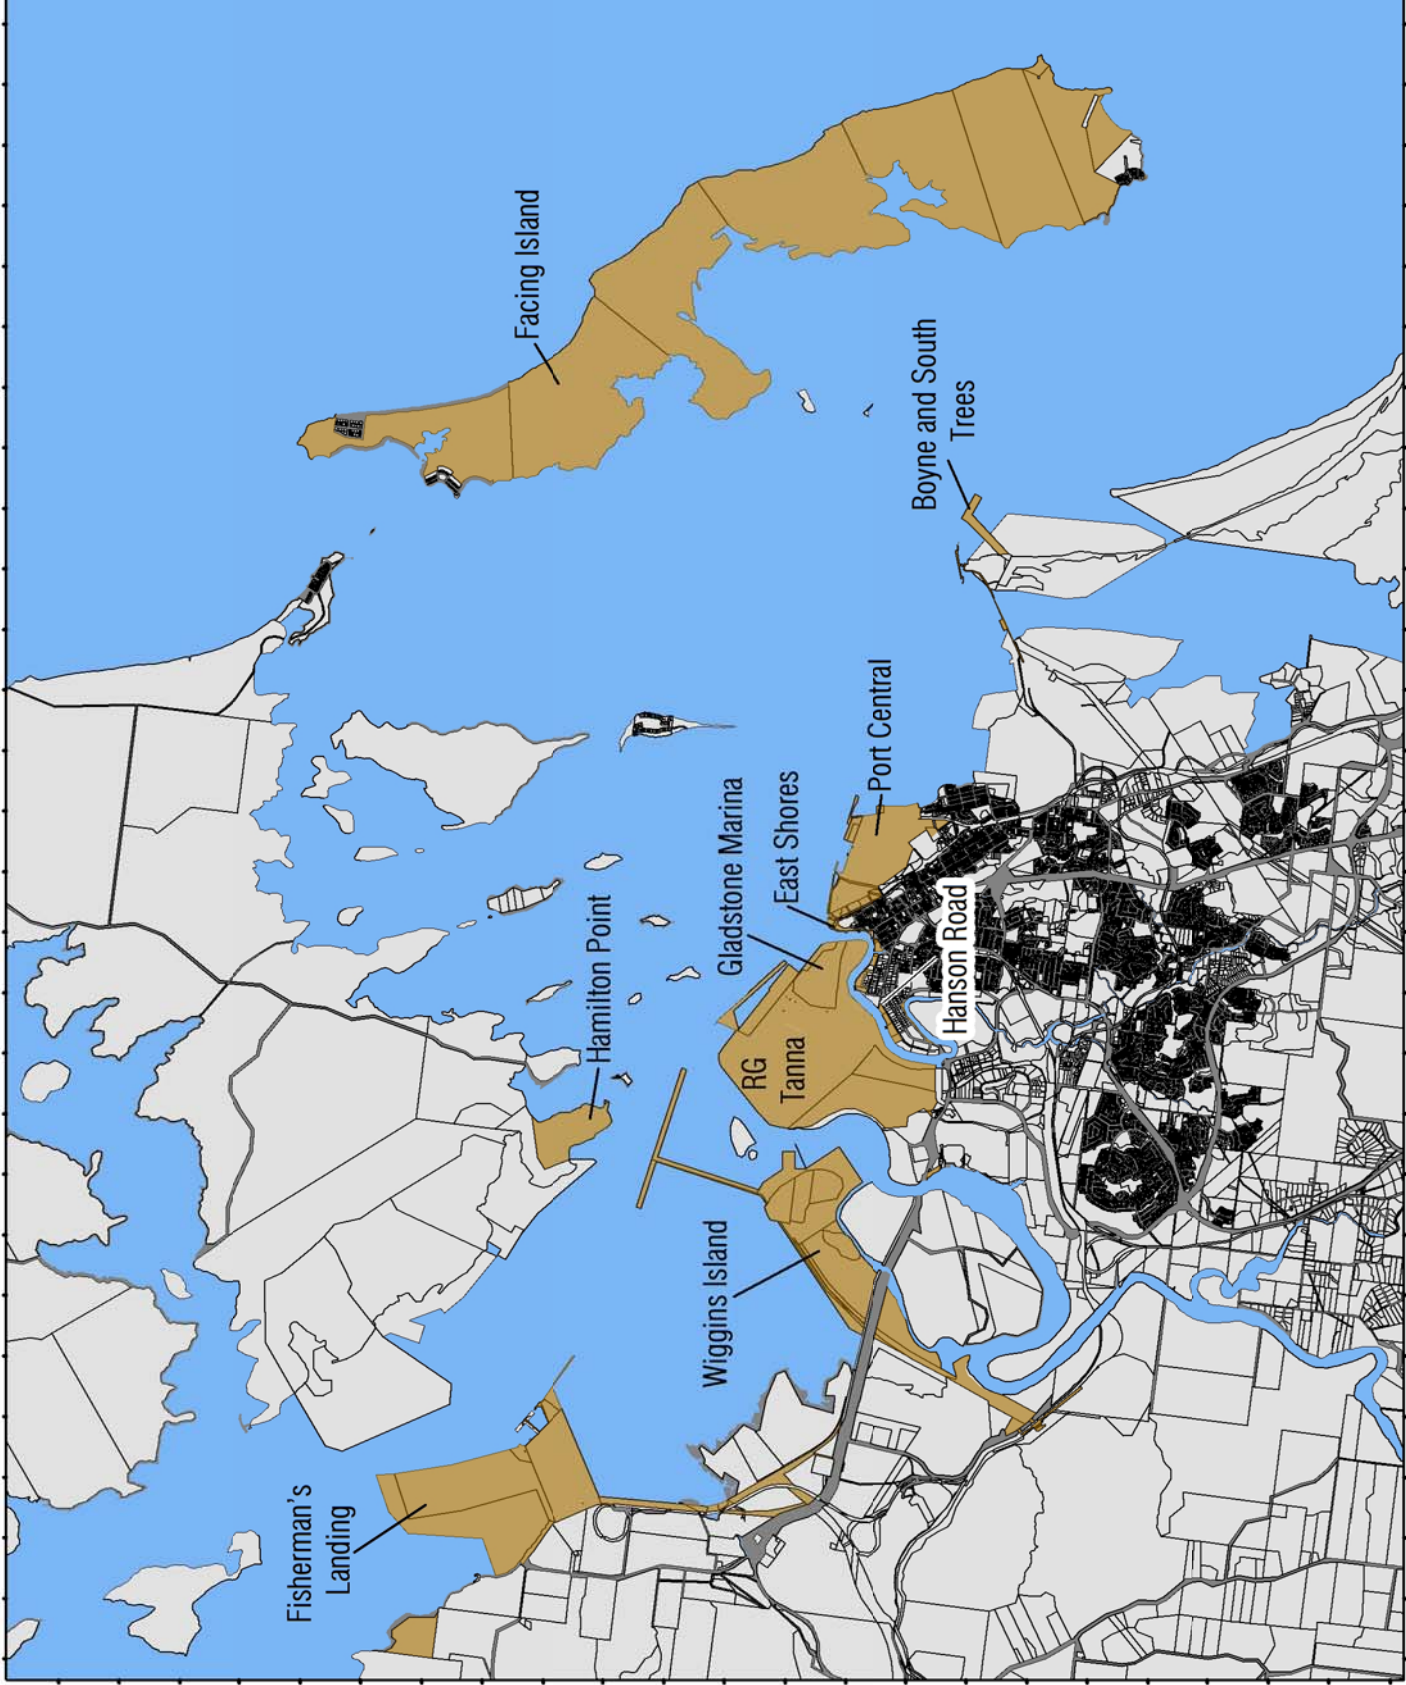 Fisherman's
Landing
Wiggins Island
Hamilton Point
RG
Tanna
Gladstone Marina
East Shores
Hanson Road
Port Central
Boyne and South
Trees
Facing Island